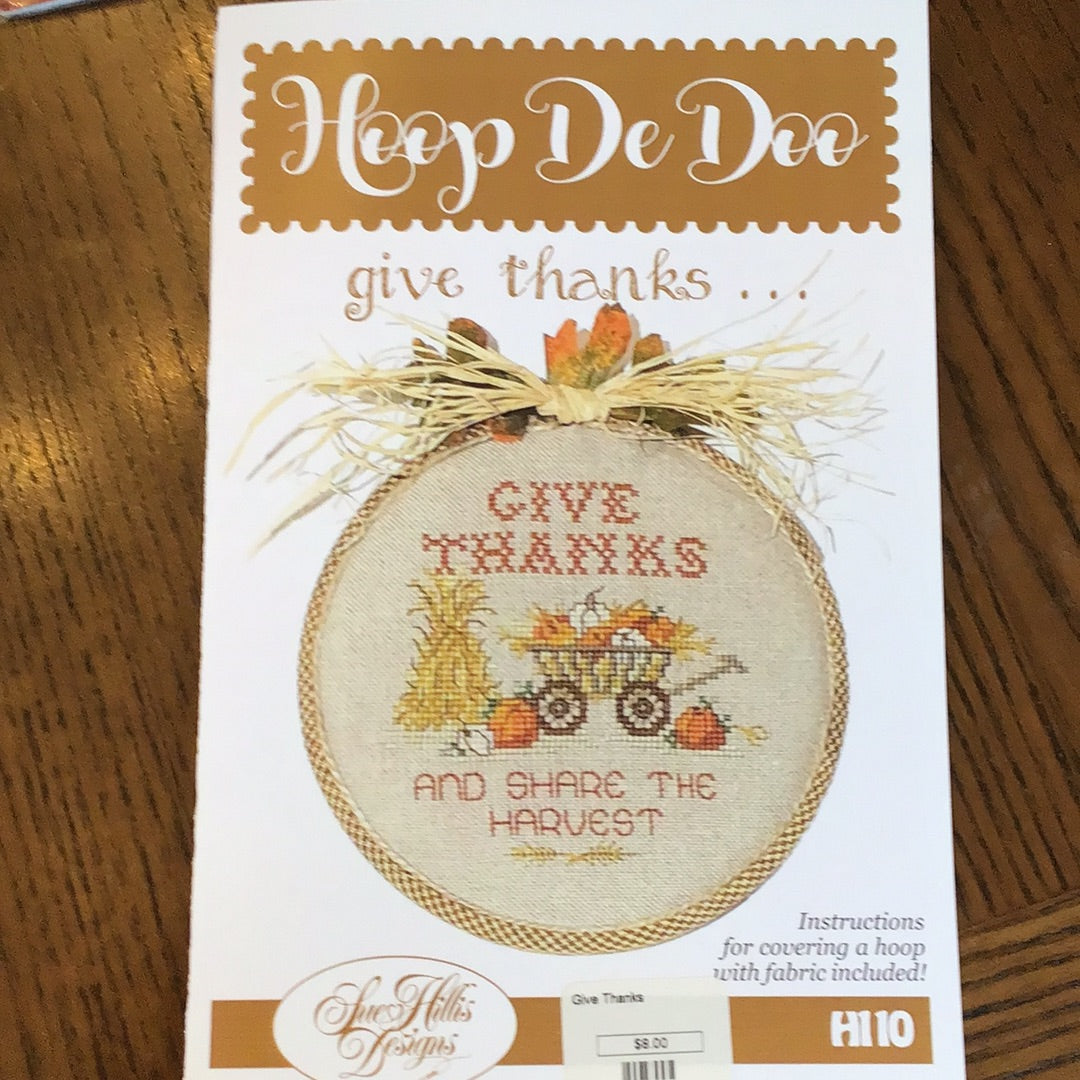 Hoop De Doo
give thanks ...
GIVE
THANKS
AND SHARE THE
HARVEST
Instructions
for covering a hoop
with fabric included!
Sue Hillis
Designs
Give Thanks
$8.00
H110